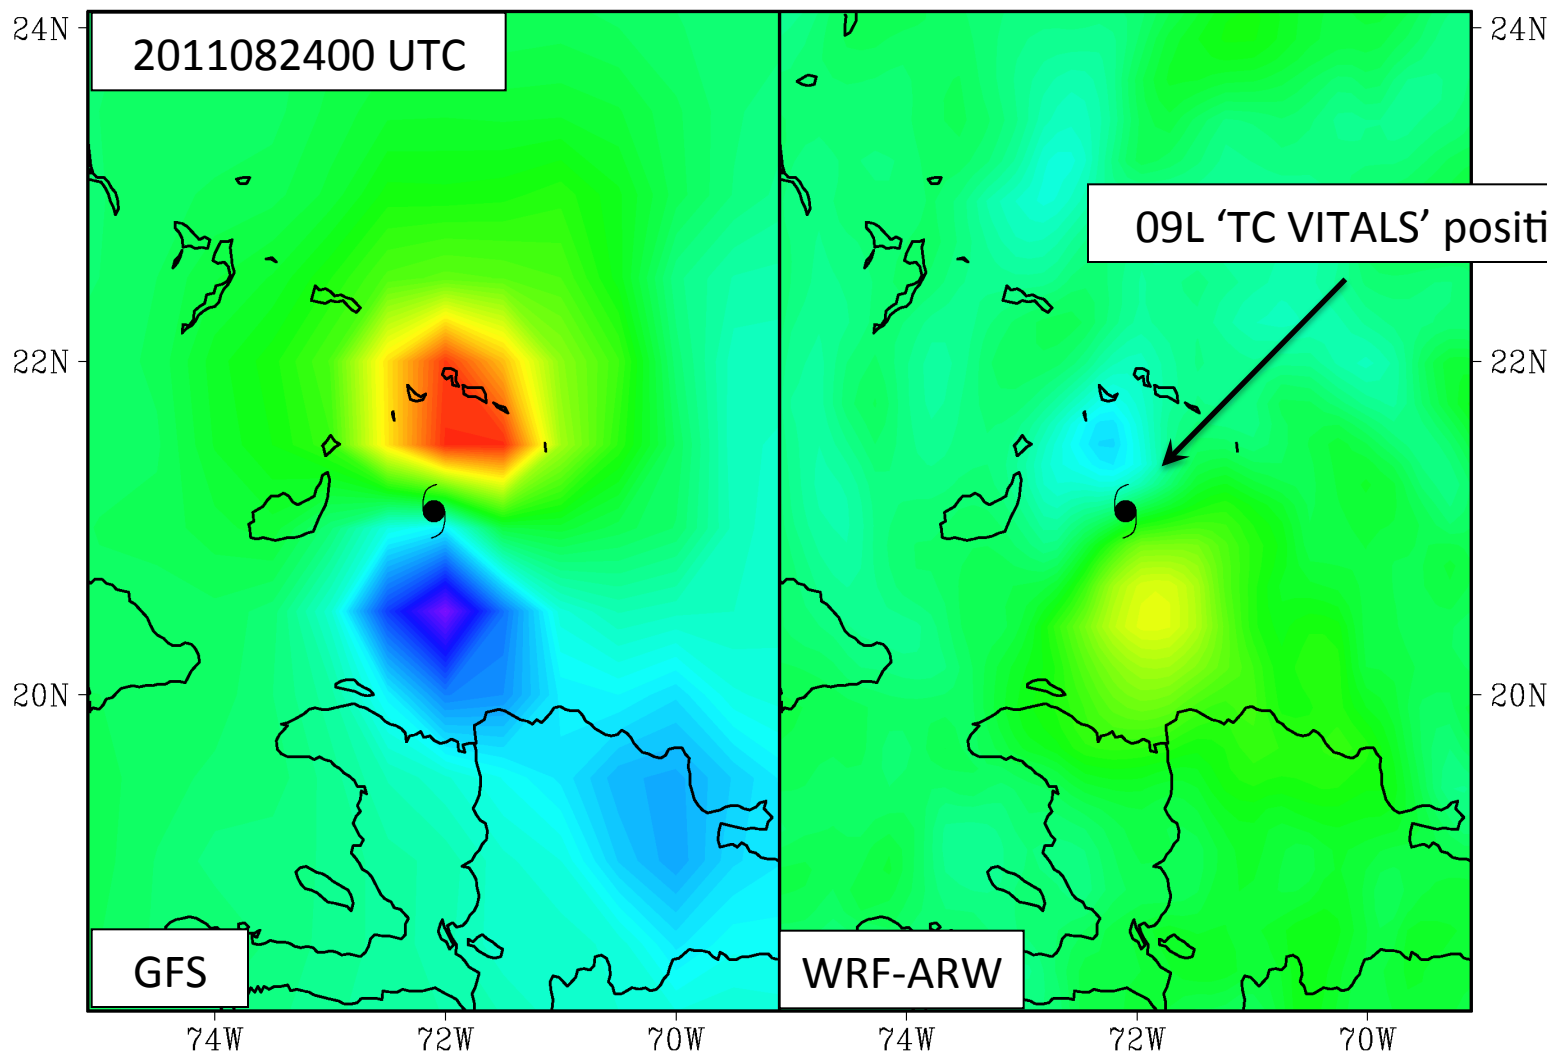 2011082400 UTC
24N
24N
09L ‘TC VITALS’ positi
22N
22N
20N
20N
GFS
WRF-ARW
74W
72W
70W
74W
72W
70W